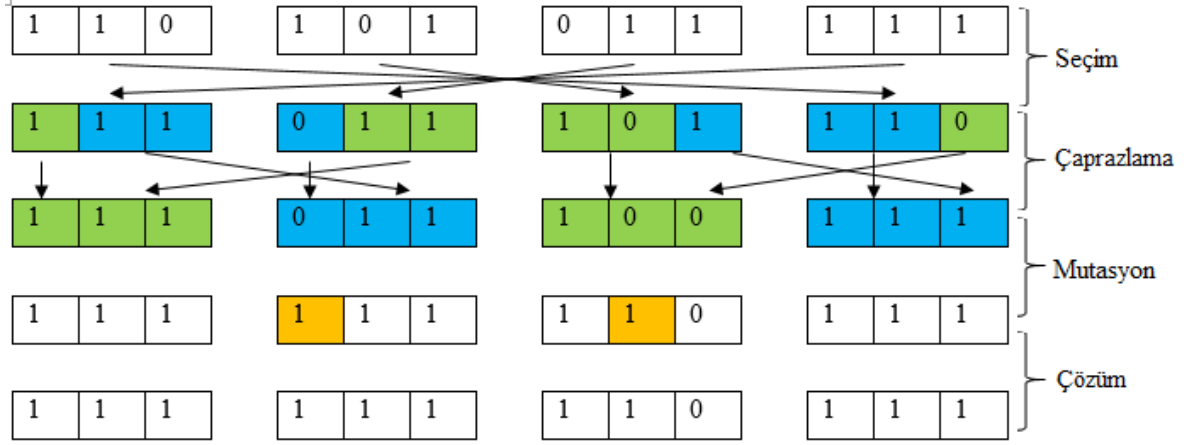 1 1 0 1 0 1 0 1 1 1 1 1
Seçim
1 1 1 0 1 1 1 0 1 1 1 0
Çaprazlama
1 1 1 0 1 1 1 0 0 1 1 1
Mutasyon
1 1 1 1 1 1 1 1 0 1 1 1
Çözüm
1 1 1 1 1 1 1 1 0 1 1 1